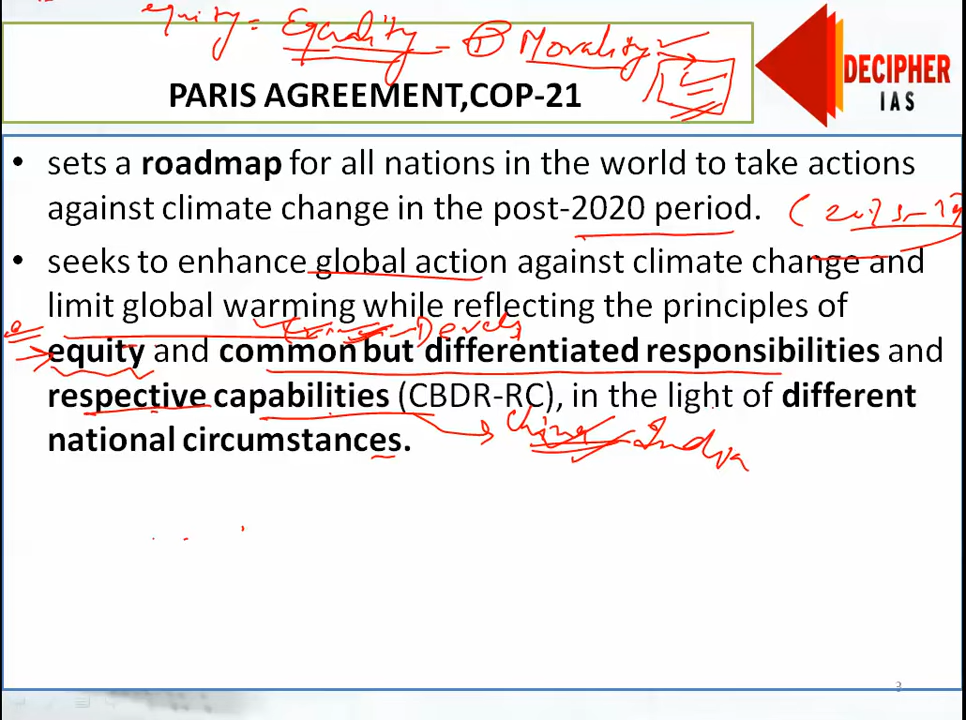 equity = Equality - + Morality
DECIPHER
IAS
PARIS AGREEMENT,COP-21
• sets a roadmap for all nations in the world to take actions
against climate change in the post-2020 period.
• seeks to enhance global action against climate change and
limit global warming while reflecting the principles of
equity and common but differentiated responsibilities and
respective capabilities (CBDR-RC), in the light of different
national circumstances.
China - India
3